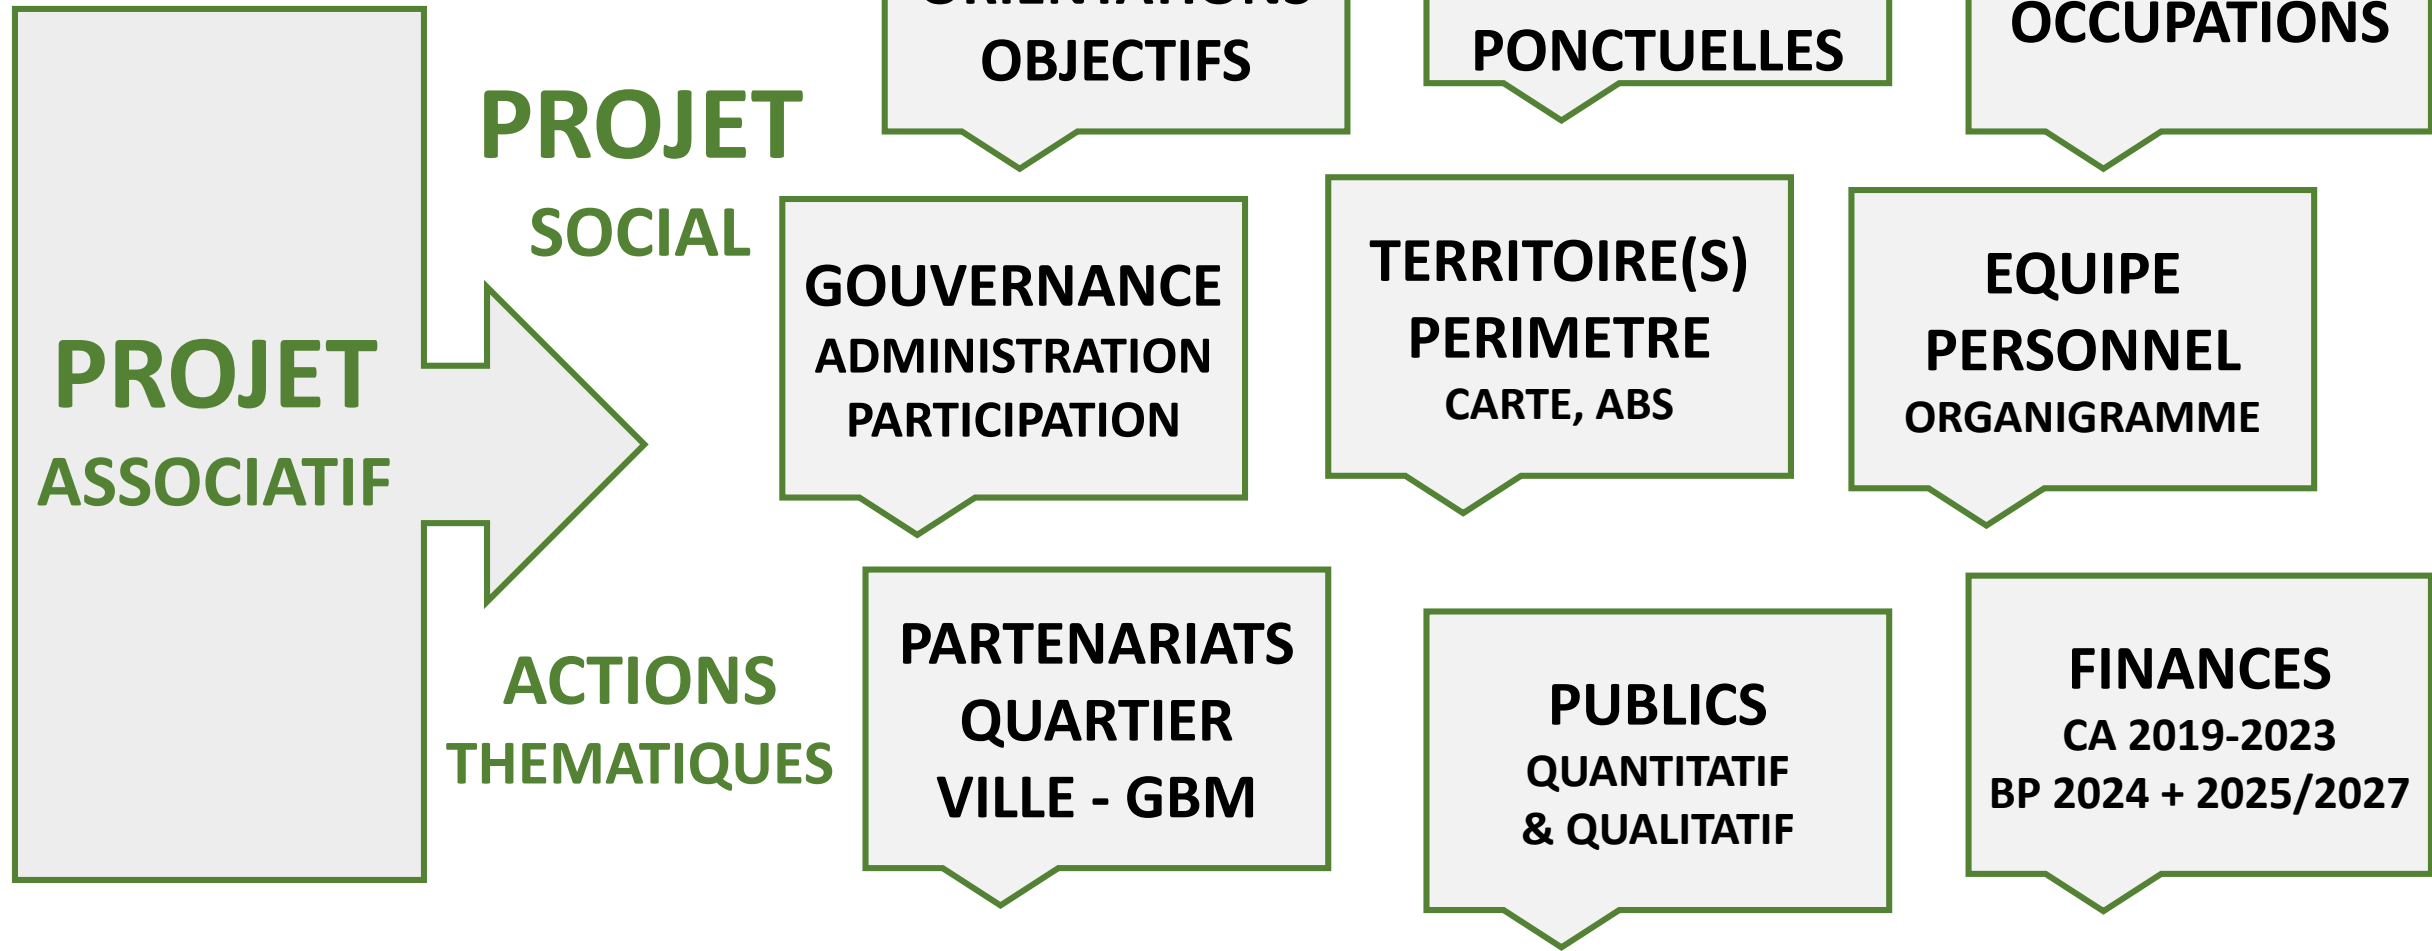 PROJET
ASSOCIATIF
PROJET
SOCIAL
ACTIONS
THEMATIQUES
ORIENTATIONS
OBJECTIFS
PONCTUELLES
OCCUPATIONS
GOUVERNANCE
ADMINISTRATION
PARTICIPATION
TERRITOIRE(S)
PERIMETRE
CARTE, ABS
EQUIPE
PERSONNEL
ORGANIGRAMME
PARTENARIATS
QUARTIER
VILLE - GBM
PUBLICS
QUANTITATIF
& QUALITATIF
FINANCES
CA 2019-2023
BP 2024 + 2025/2027